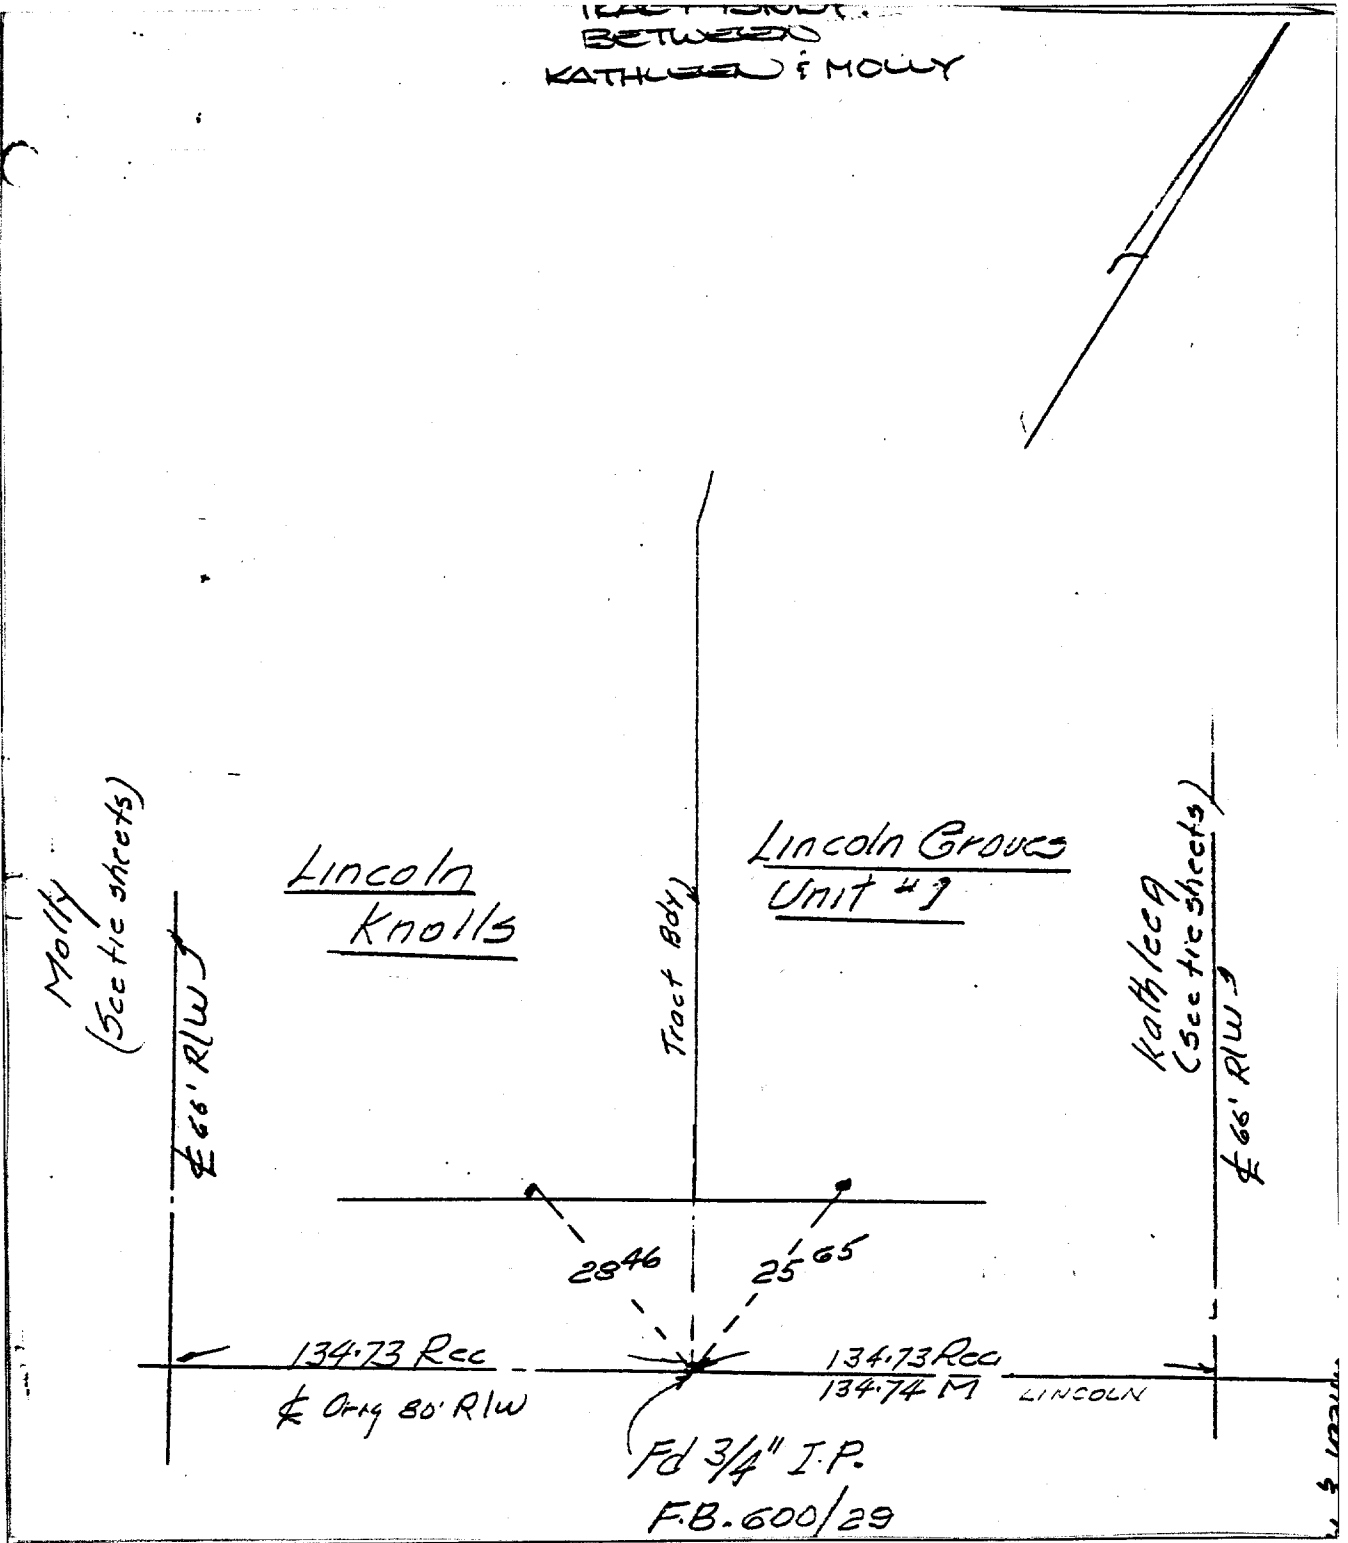 BETWEEN
KATHLEEN & MOLLY
Lincoln
Knolls
Lincoln Groves
Unit #1
Molly
(See tie sheets)
℄ 66' R/W
Tract Bdy
Kathleen
(See tie sheets)
℄ 66' R/W
28 46
25 65
134.73 Rec
℄ Orig 80' R/W
134.73 Rec
134.74 M
LINCOLN
Fd 3/4" I.P.
F.B. 600/29